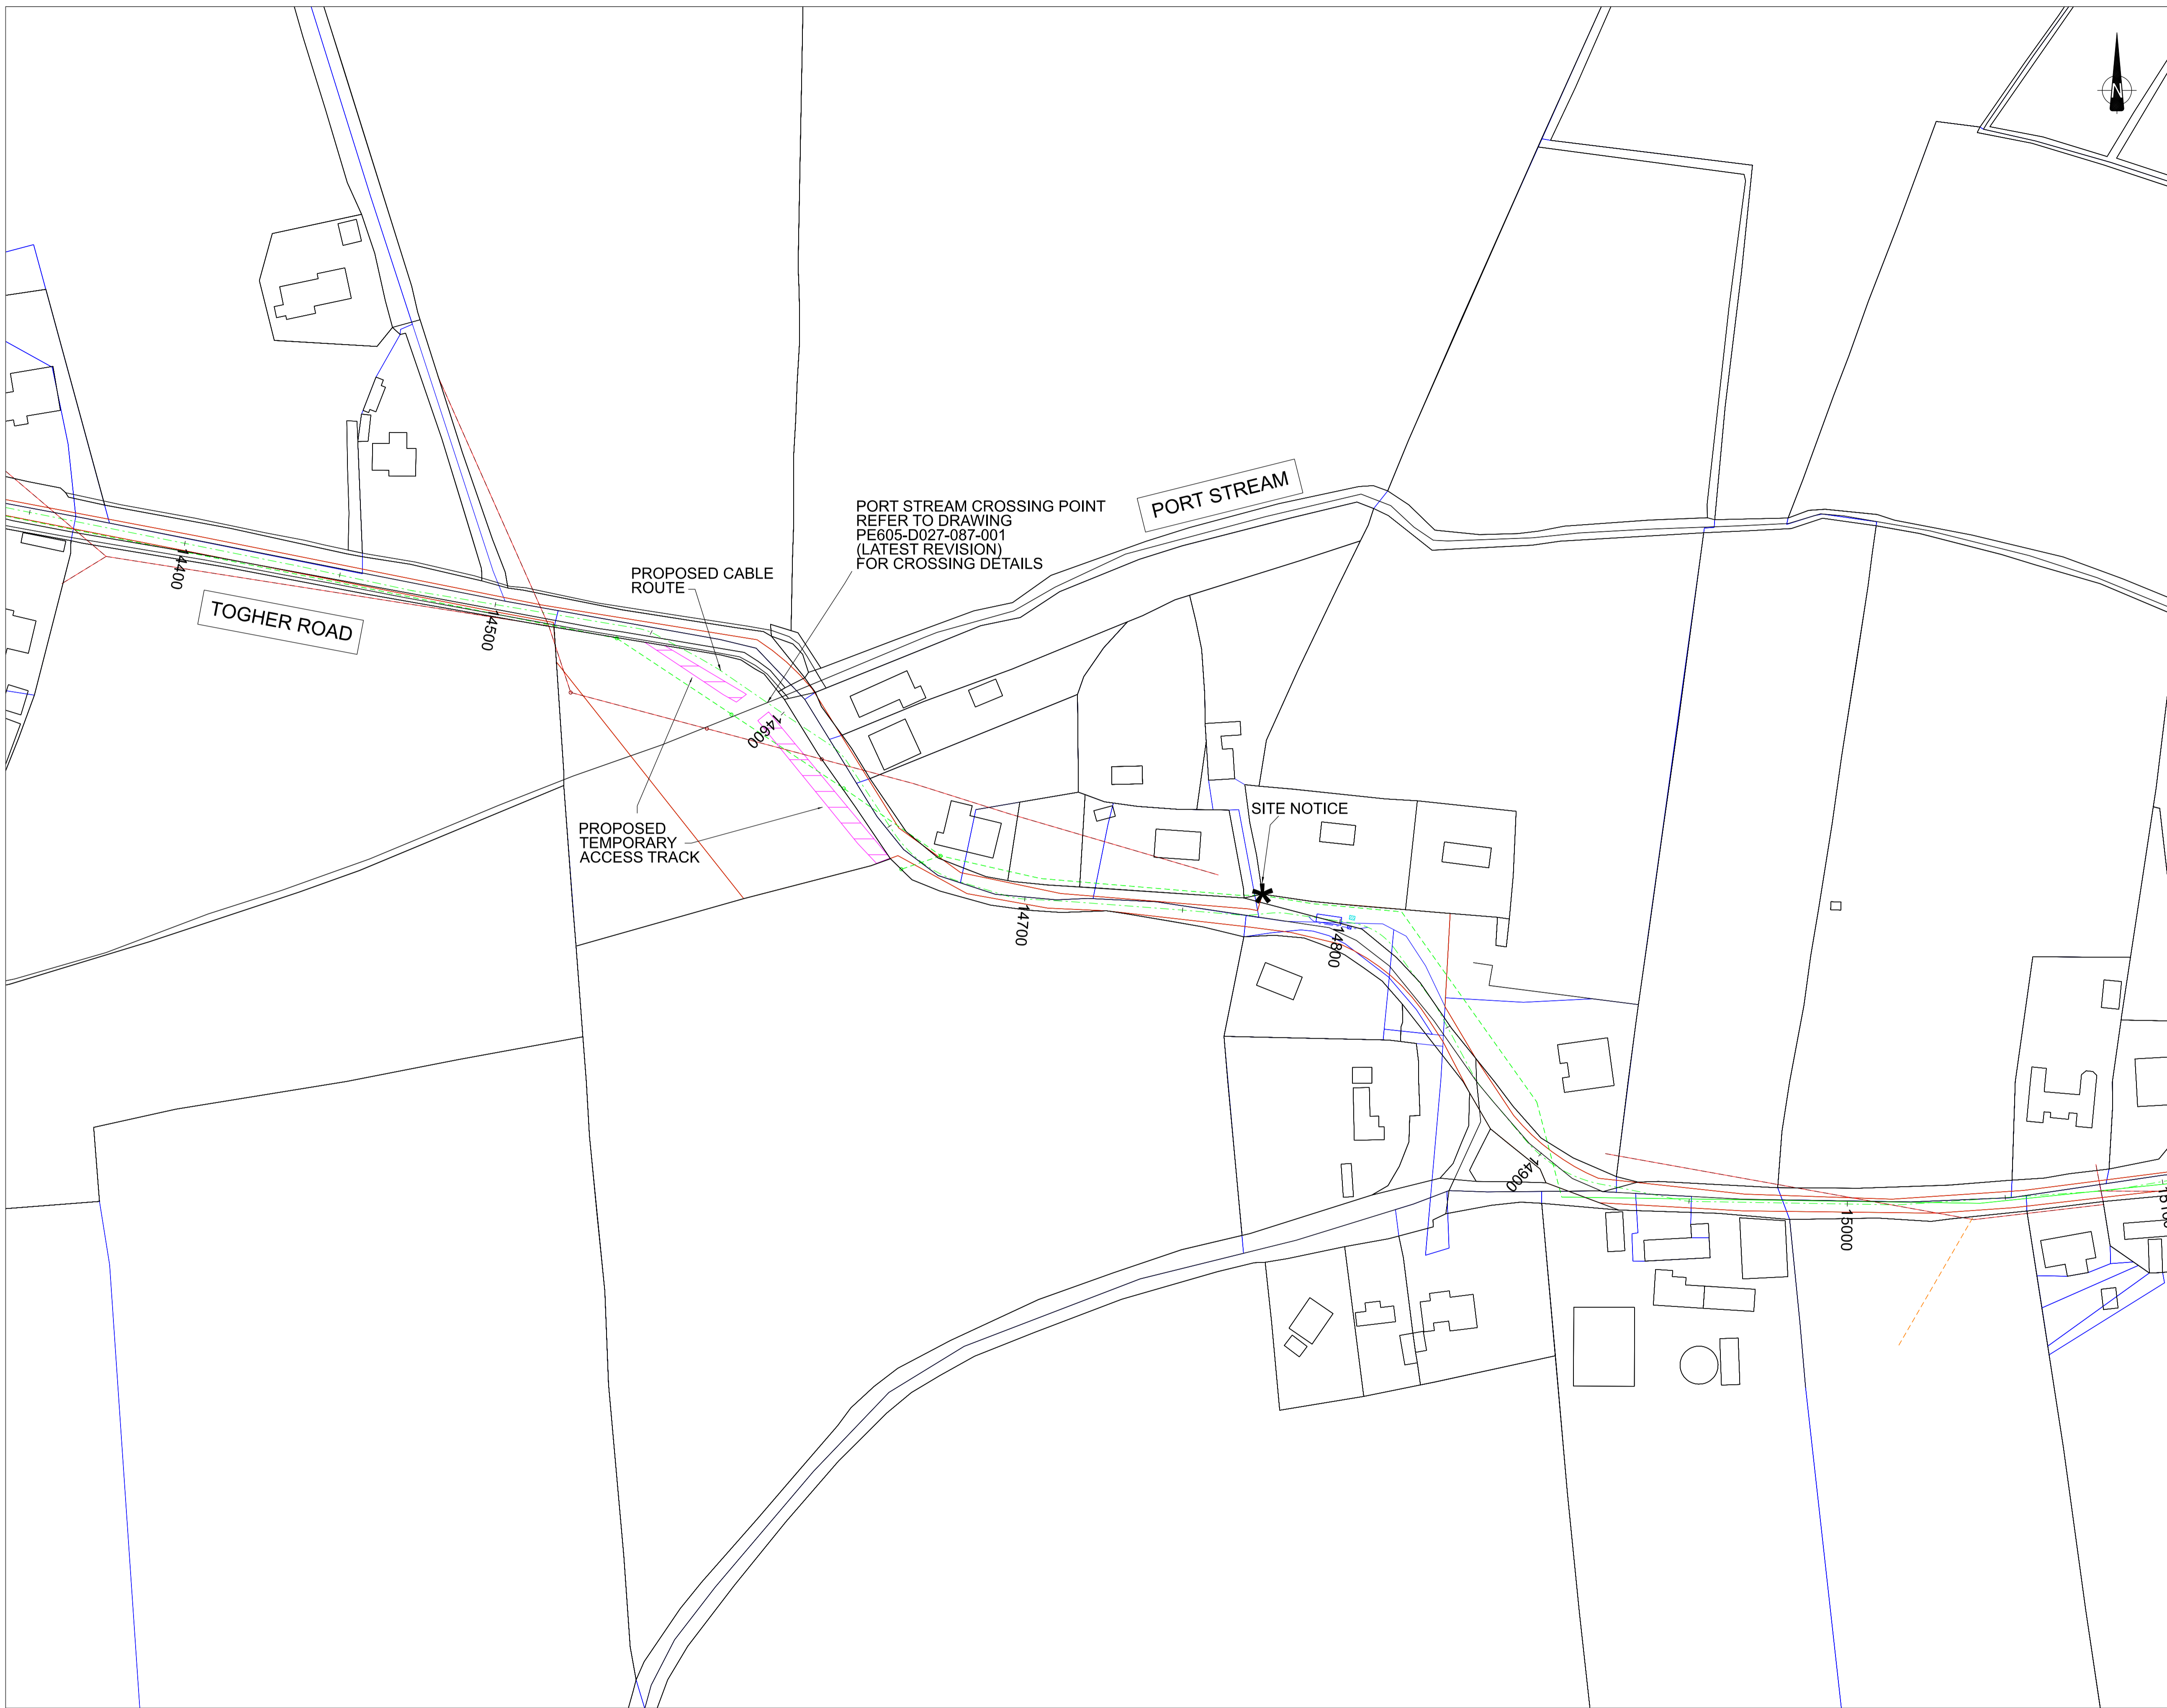 N
PORT STREAM CROSSING POINT
REFER TO DRAWING
PE605-D027-087-001
(LATEST REVISION)
FOR CROSSING DETAILS
PORT STREAM
PROPOSED CABLE
ROUTE
TOGHER ROAD
14400
14500
14600
PROPOSED
TEMPORARY
ACCESS TRACK
SITE NOTICE
14700
14800
14900
15000